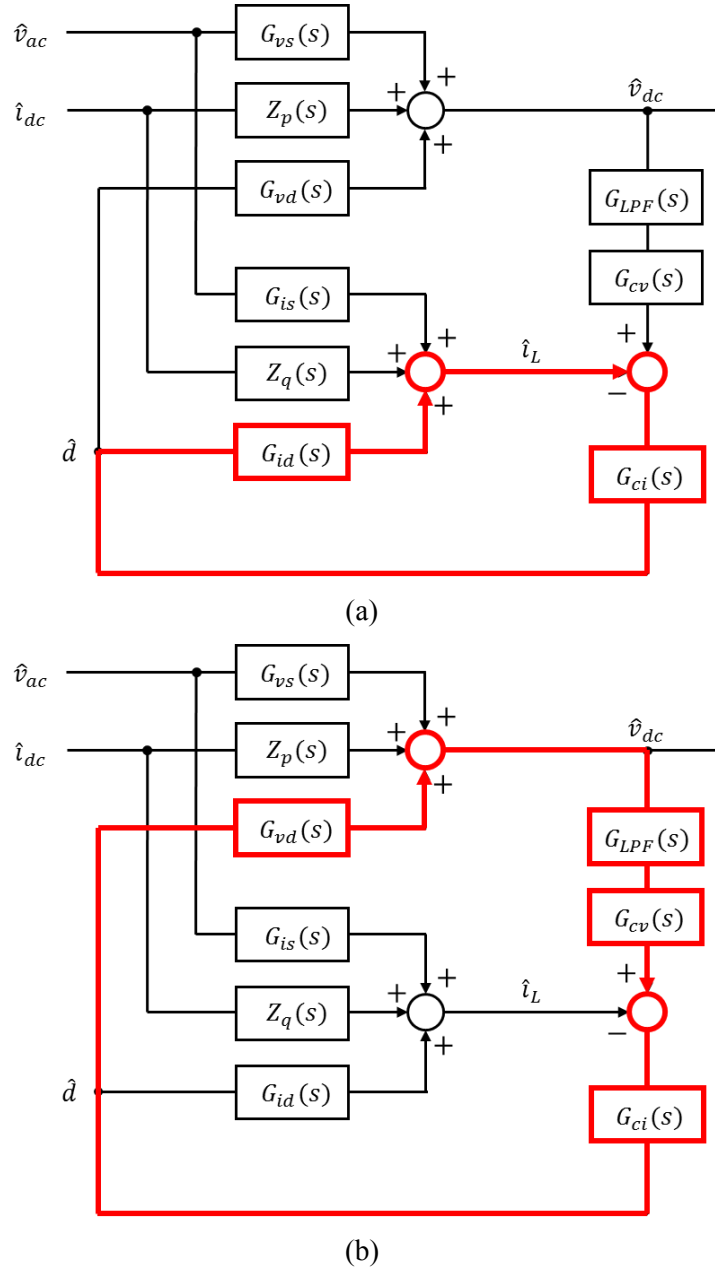 v̂ac
Gvs(s)
+
îdc
Zp(s)
+
+
v̂dc
Gvd(s)
GLPF(s)
Gcv(s)
Gis(s)
+
+
Zq(s)
+
îL
−
d̂
Gid(s)
+
Gci(s)
(a)
v̂ac
Gvs(s)
+
îdc
Zp(s)
+
+
v̂dc
Gvd(s)
GLPF(s)
Gcv(s)
Gis(s)
+
+
Zq(s)
+
îL
−
d̂
Gid(s)
+
Gci(s)
(b)